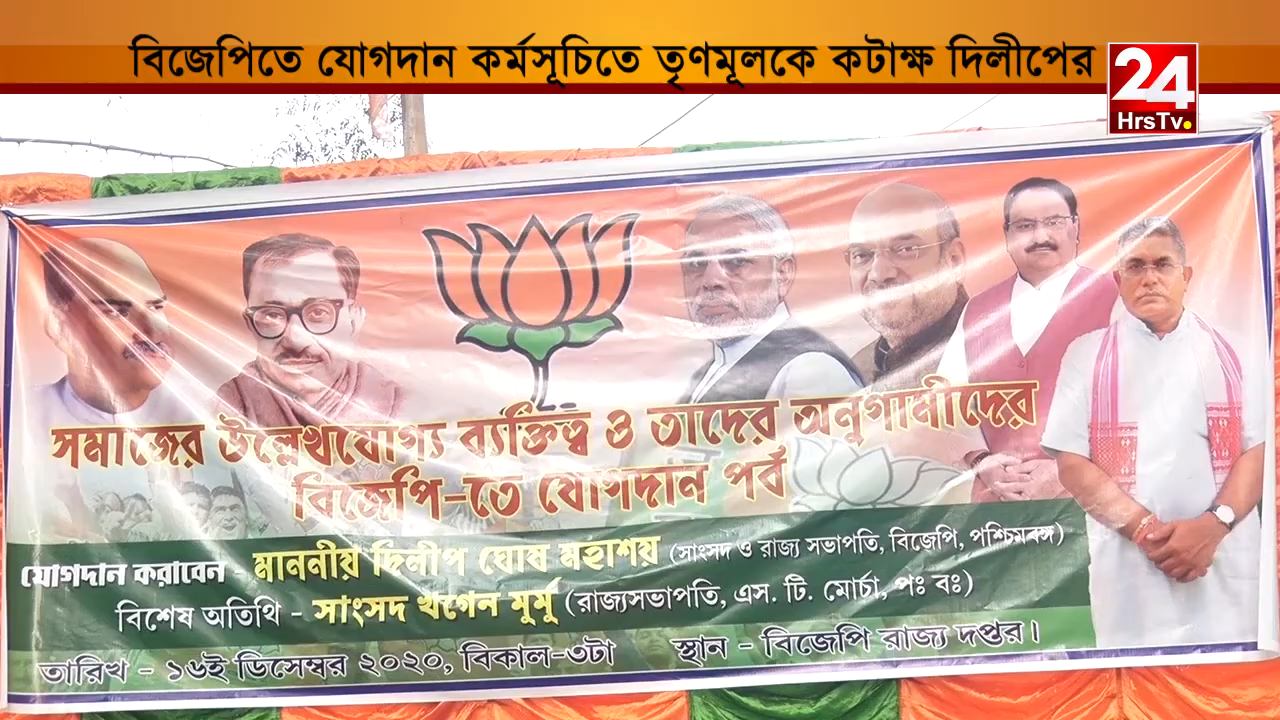 বিজেপিতে যোগদান কর্মসূচিতে তৃণমূলকে কটাক্ষ দিলীপের
24
HrsTv.
সমাজের উল্লেখযোগ্য ব্যক্তিত্ব ও তাদের অনুগামীদের
বিজেপি-তে যোগদান পর্ব
যোগদান করাবেন - মাননীয় দিলীপ ঘোষ মহাশয় (সাংসদ ও রাজ্য সভাপতি, বিজেপি, পশ্চিমবঙ্গ)
বিশেষ অতিথি - সাংসদ খগেন মুর্মু (রাজ্যসভাপতি, এস. টি. মোর্চা, পঃ বঃ)
তারিখ - ১৬ই ডিসেম্বর ২০২০, বিকাল-৩টা স্থান - বিজেপি রাজ্য দপ্তর।